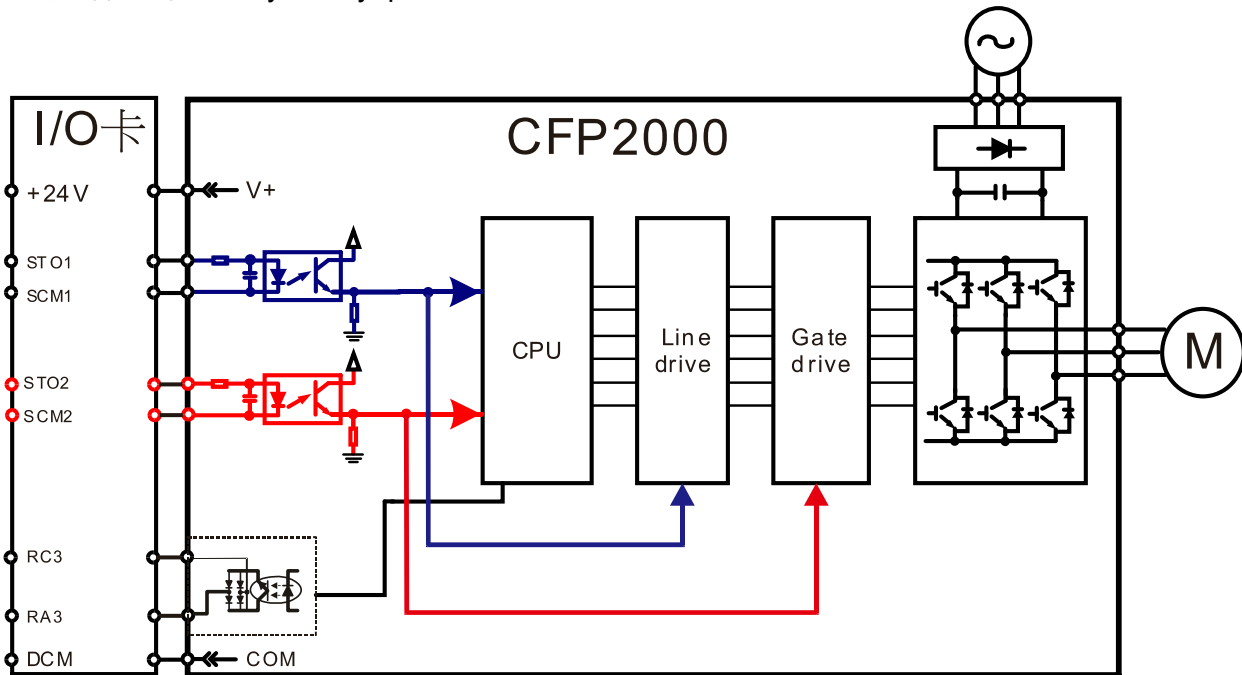 I/O卡
CFP2000
+24V
V+
STO1
SCM1
STO2
SCM2
CPU
Line
drive
Gate
drive
M
RC3
RA3
DCM
COM